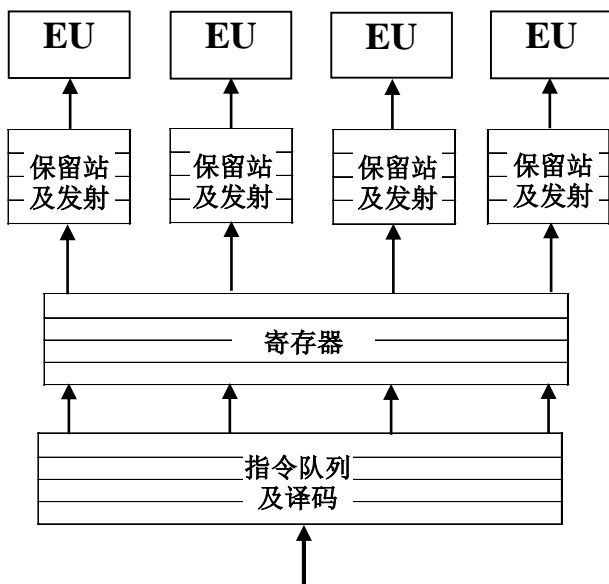 EU EU EU EU
保留站 保留站 保留站 保留站
及发射 及发射 及发射 及发射
寄存器
指令队列
及译码